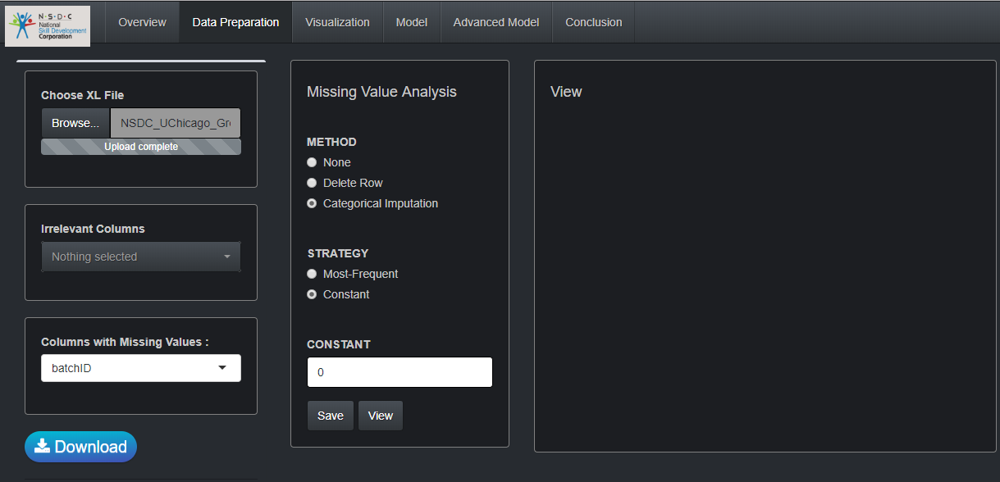 N·S·D·C
National
Skill Development
Corporation
Overview
Data Preparation
Visualization
Model
Advanced Model
Conclusion
Choose XL File
Browse...
NSDC_UChicago_Gr
Upload complete
Irrelevant Columns
Nothing selected
Columns with Missing Values :
batchID
Download
Missing Value Analysis
METHOD
None
Delete Row
Categorical Imputation
STRATEGY
Most-Frequent
Constant
CONSTANT
0
Save
View
View